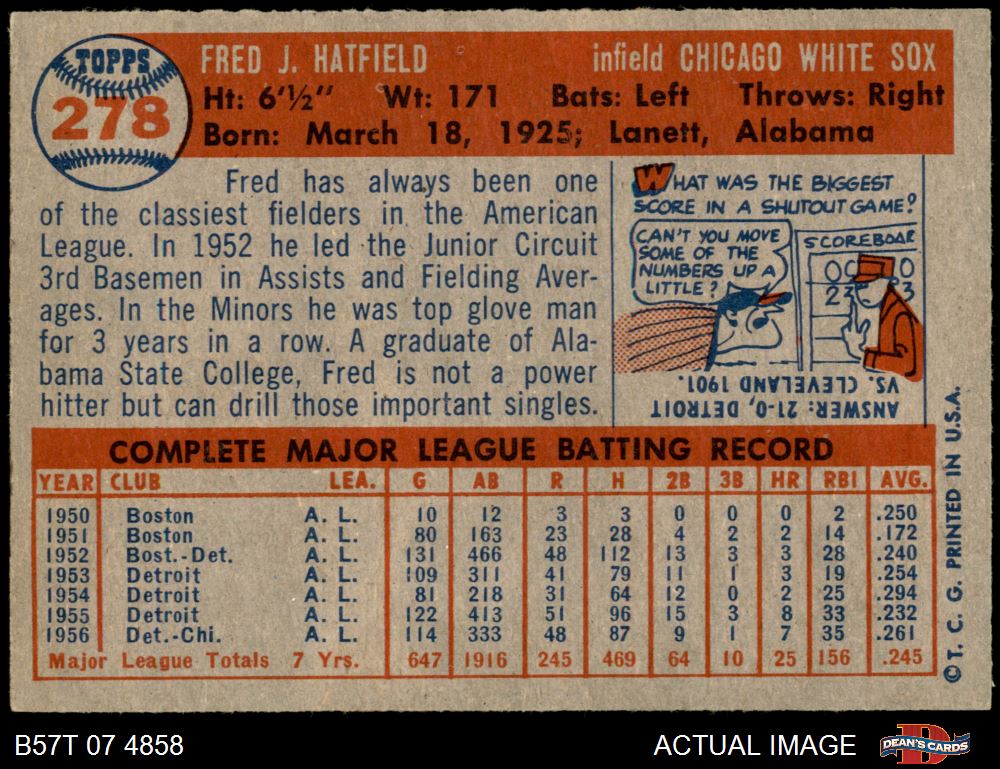 TOPPS
278
FRED J. HATFIELD infield CHICAGO WHITE SOX
Ht: 6'½" Wt: 171 Bats: Left Throws: Right
Born: March 18, 1925; Lanett, Alabama
Fred has always been one
of the classiest fielders in the American
League. In 1952 he led the Junior Circuit
3rd Basemen in Assists and Fielding Aver-
ages. In the Minors he was top glove man
for 3 years in a row. A graduate of Ala-
bama State College, Fred is not a power
hitter but can drill those important singles.
WHAT WAS THE BIGGEST
SCORE IN A SHUTOUT GAME?
CAN'T YOU MOVE
SOME OF THE
NUMBERS UP A
LITTLE?
SCOREBOAR
00 0
23 23
ANSWER: 21-0, DETROIT
VS. CLEVELAND 1901.
COMPLETE MAJOR LEAGUE BATTING RECORD
YEAR CLUB LEA. G AB R H 2B 3B HR RBI AVG.
1950 Boston A. L. 10 12 3 3 0 0 0 2 .250
1951 Boston A. L. 80 163 23 28 4 2 2 14 .172
1952 Bost.-Det. A. L. 131 466 48 112 13 3 3 28 .240
1953 Detroit A. L. 109 311 41 79 11 1 3 19 .254
1954 Detroit A. L. 81 218 31 64 12 0 2 25 .294
1955 Detroit A. L. 122 413 51 96 15 3 8 33 .232
1956 Det.-Chi. A. L. 114 333 48 87 9 1 7 35 .261
Major League Totals 7 Yrs. 647 1916 245 469 64 10 25 156 .245
© T. C. G. PRINTED IN U.S.A.
B57T 07 4858 ACTUAL IMAGE
D
DEAN'S CARDS